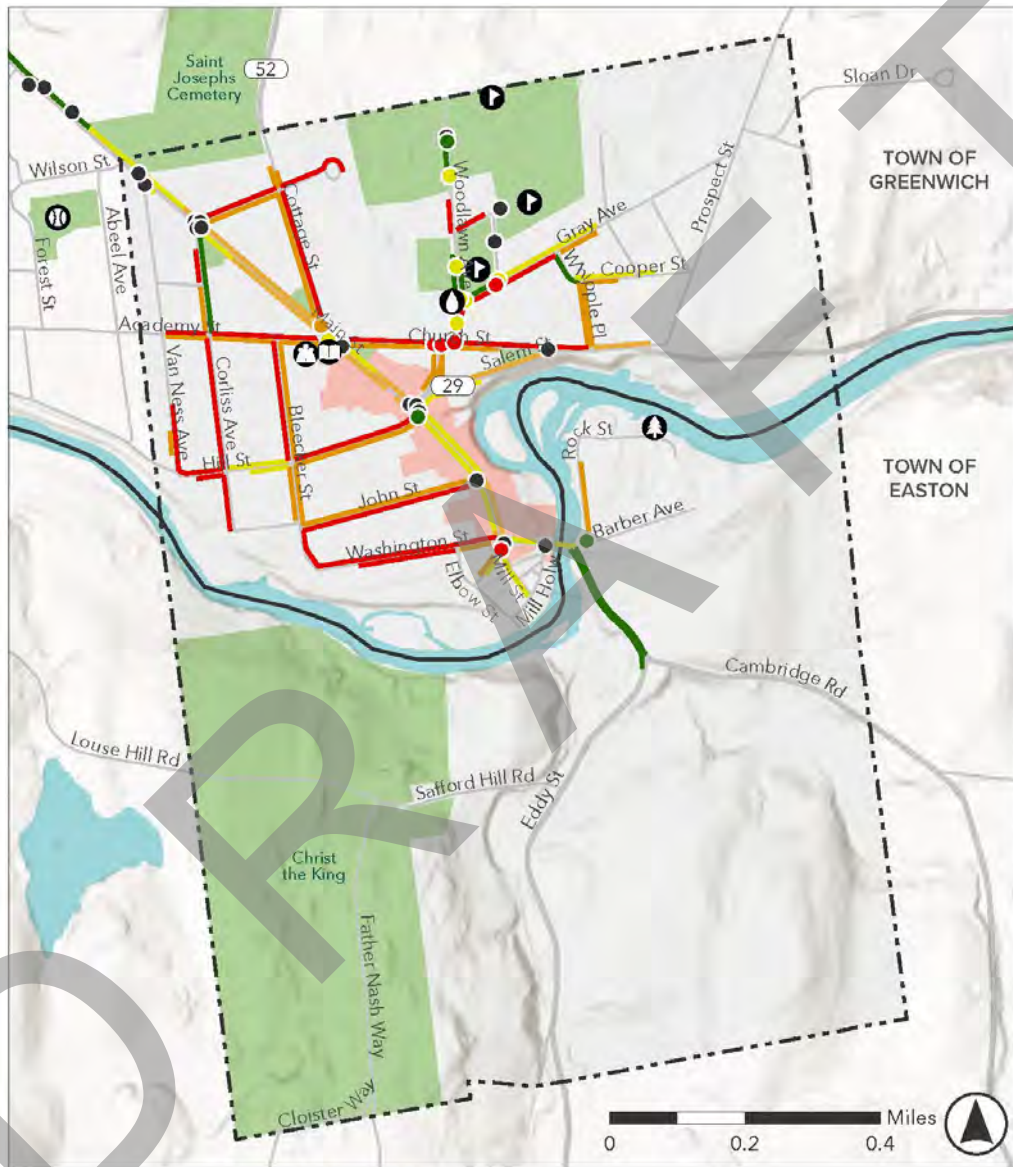 Saint
Josephs
Cemetery
52
Sloan Dr
Wilson St
TOWN OF
GREENWICH
Woodlawn Ave
Prospect St
Cottage St
Abeel Ave
Forest St
Gray Ave
Cooper St
Whipple Pl
Academy St
Main St
Church St
Salem St
29
Van Ness Ave
Corliss Ave
Bleecker St
Hill St
Rock St
TOWN OF
EASTON
John St
Barber Ave
Washington St
Elbow St
Mill St
Mill Holw
Cambridge Rd
Louse Hill Rd
Safford Hill Rd
Eddy St
Christ
the King
Father Nash Way
Cloister Way
Miles
0
0.2
0.4
DRAFT